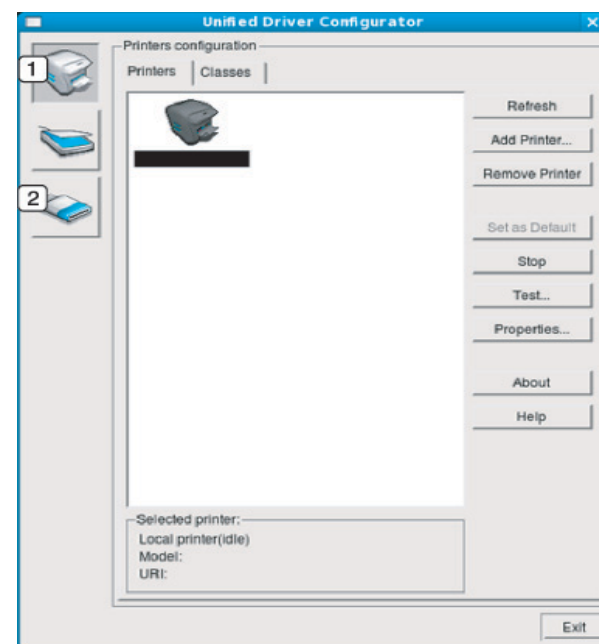 Unified Driver Configurator
1
2
Printers configuration
Printers
Classes
Refresh
Add Printer...
Remove Printer
Set as Default
Stop
Test...
Properties...
About
Help
Selected printer:
Local printer(idle)
Model:
URI:
Exit